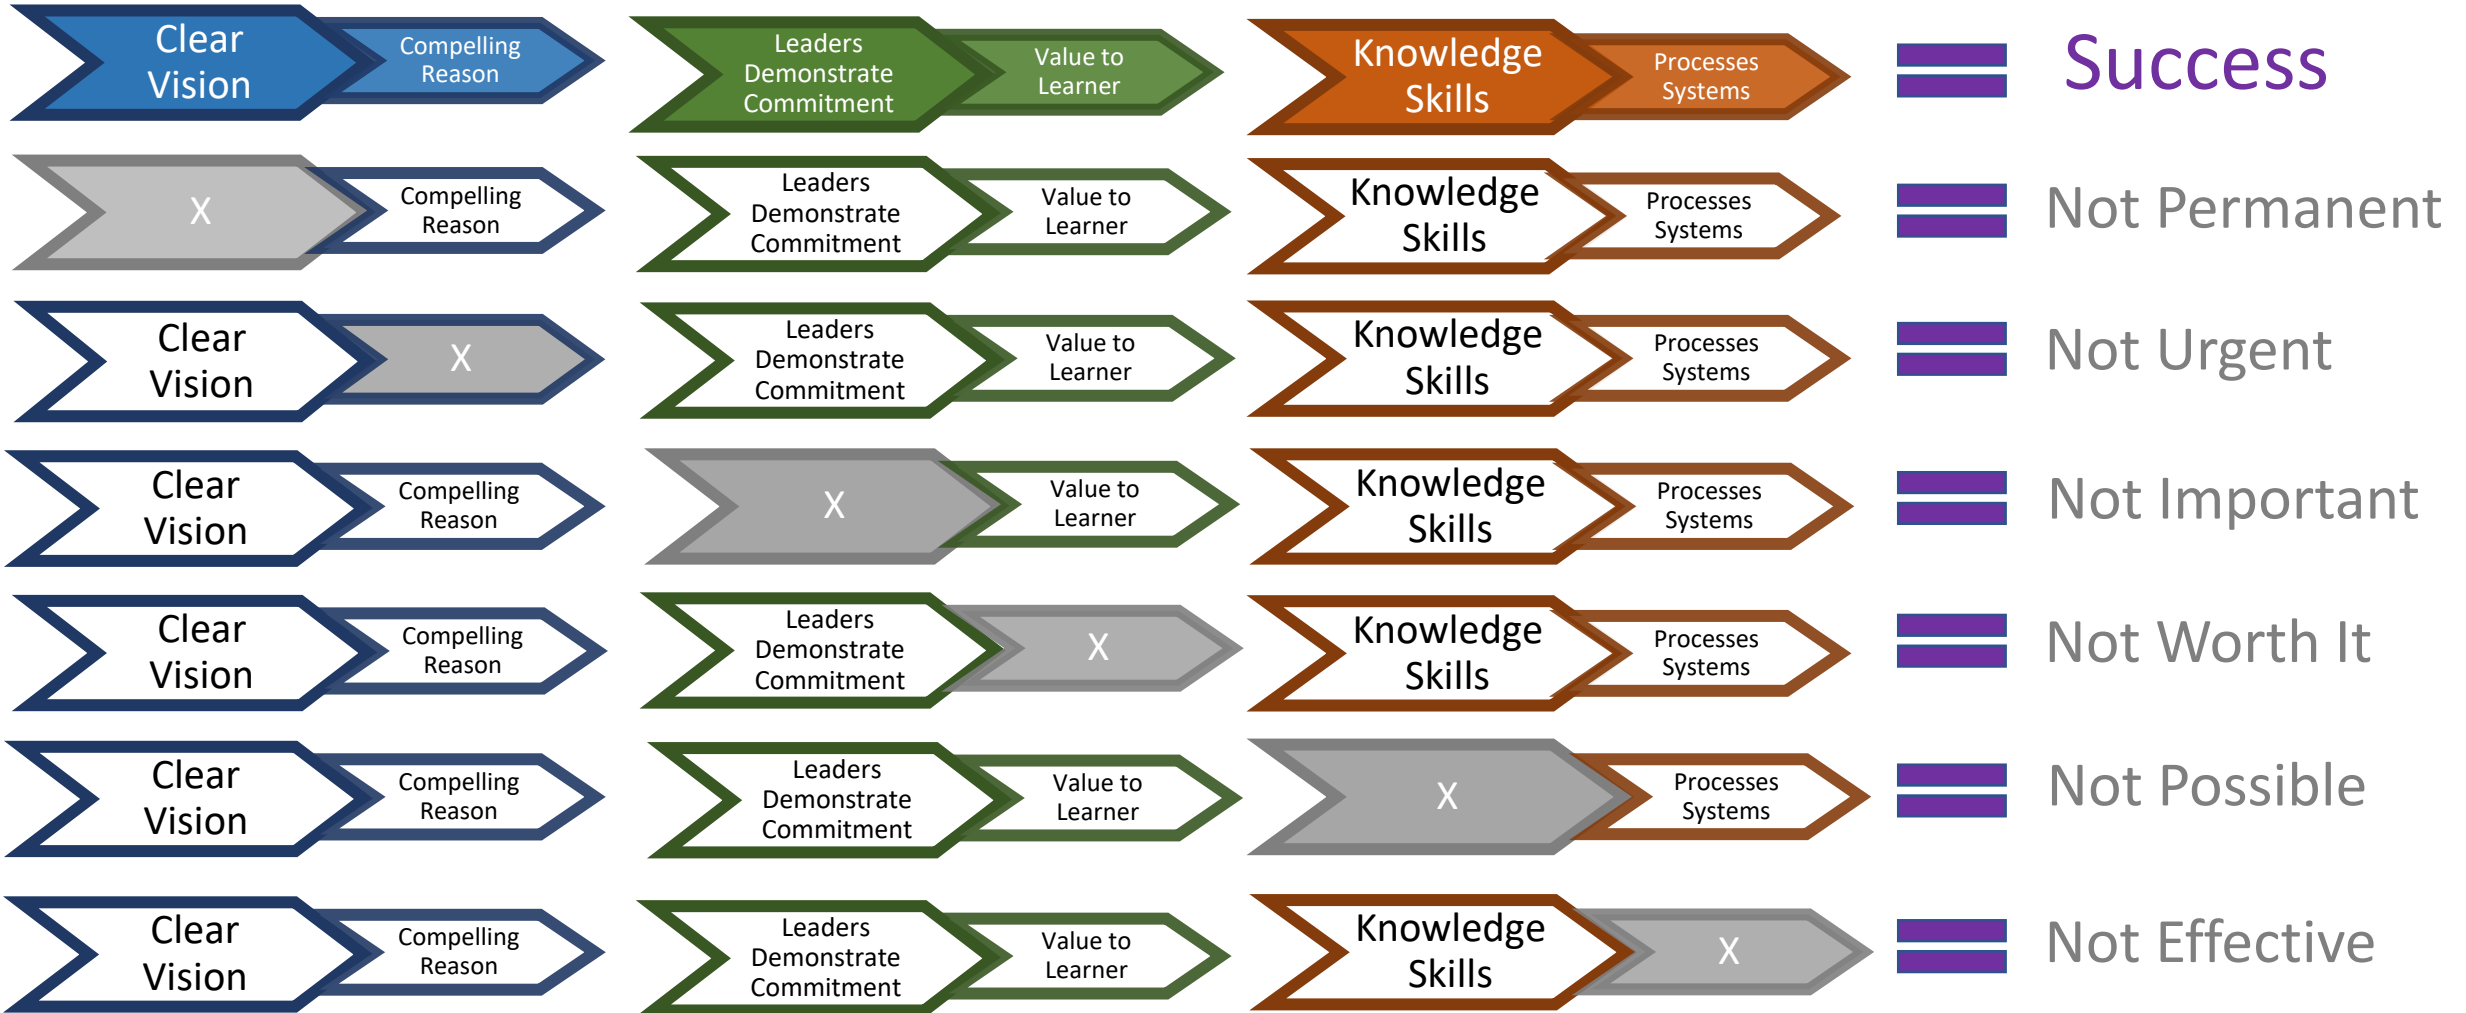 Clear
Vision
Compelling
Reason
Leaders
Demonstrate
Commitment
Value to
Learner
Knowledge
Skills
Processes
Systems
Success
X
Compelling
Reason
Leaders
Demonstrate
Commitment
Value to
Learner
Knowledge
Skills
Processes
Systems
Not Permanent
Clear
Vision
X
Leaders
Demonstrate
Commitment
Value to
Learner
Knowledge
Skills
Processes
Systems
Not Urgent
Clear
Vision
Compelling
Reason
X
Value to
Learner
Knowledge
Skills
Processes
Systems
Not Important
Clear
Vision
Compelling
Reason
Leaders
Demonstrate
Commitment
X
Knowledge
Skills
Processes
Systems
Not Worth It
Clear
Vision
Compelling
Reason
Leaders
Demonstrate
Commitment
Value to
Learner
X
Processes
Systems
Not Possible
Clear
Vision
Compelling
Reason
Leaders
Demonstrate
Commitment
Value to
Learner
Knowledge
Skills
X
Not Effective